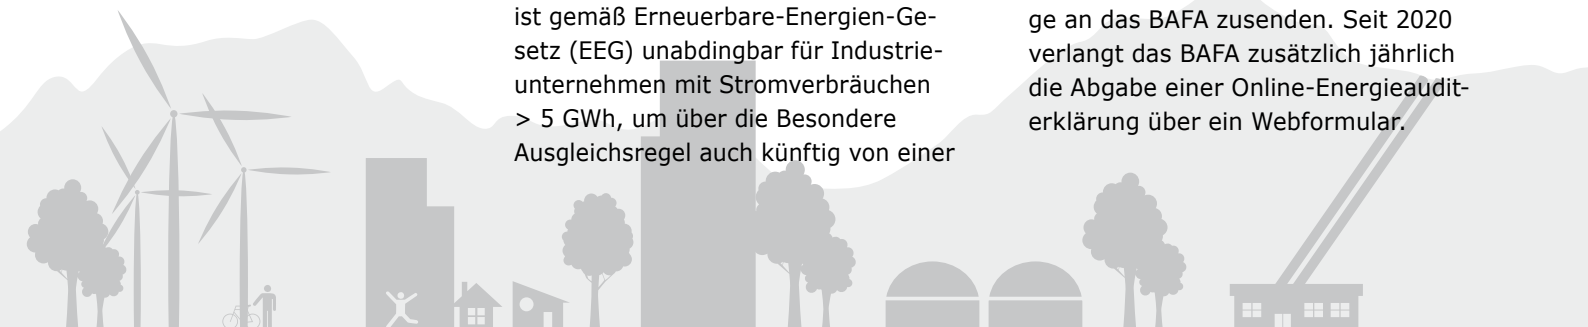 ist gemäß Erneuerbare-Energien-Ge-
setz (EEG) unabdingbar für Industrie-
unternehmen mit Stromverbräuchen
> 5 GWh, um über die Besondere
Ausgleichsregel auch künftig von einer
ge an das BAFA zusenden. Seit 2020
verlangt das BAFA zusätzlich jährlich
die Abgabe einer Online-Energieaudit-
erklärung über ein Webformular.